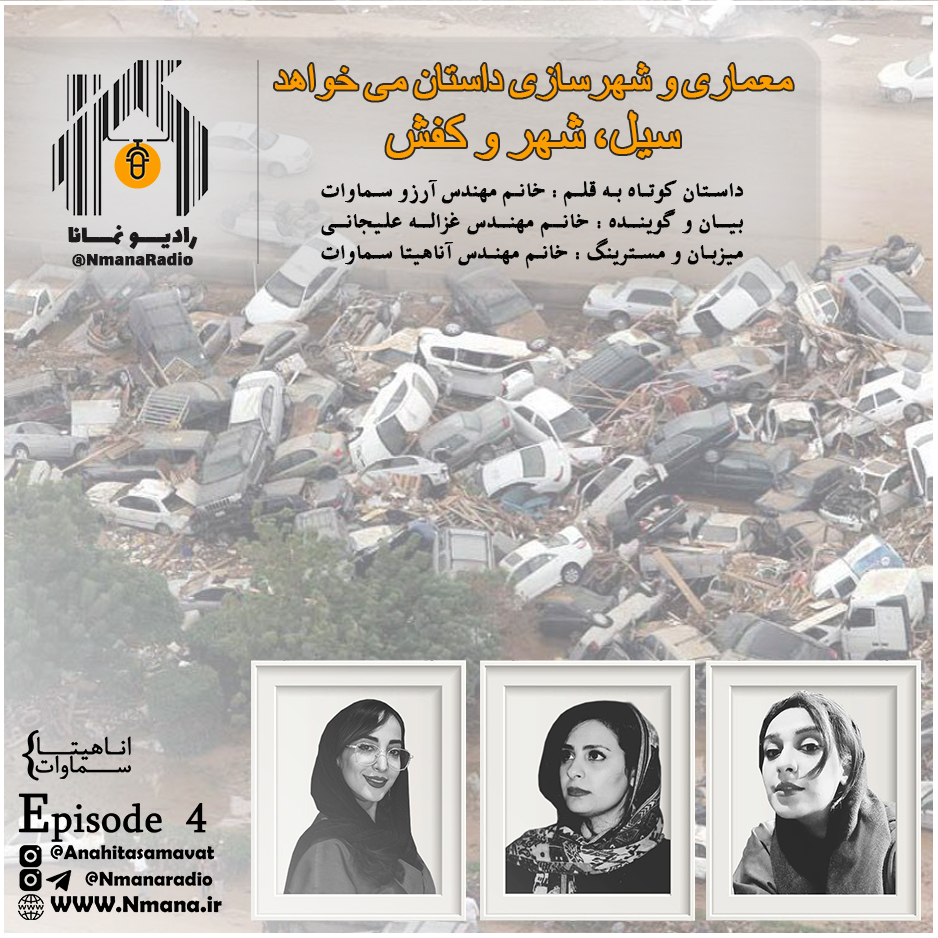 معماری و شهرسازی داستان می خواهد
سیل، شهر و کفش
داستان کوتاه به قلم : خانم مهندس آرزو سماوات
بیان و گوینده : خانم مهندس غزاله علیجانی
میزبان و مسترینگ : خانم مهندس آناهیتا سماوات
رادیو نمانا
@NmanaRadio
اناهیتا
سماوات
Episode 4
@Anahitasamavat
@Nmanaradio
WWW.Nmana.ir